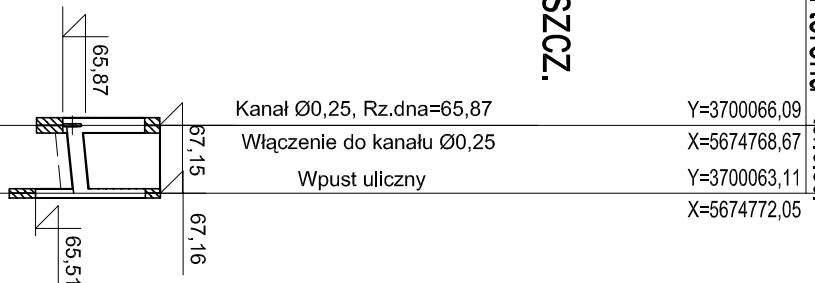 65,87
67,15
67,16
65,51
Kanał Ø0,25, Rz.dna=65,87
Włączenie do kanału Ø0,25
Wpust uliczny
SZCZ.
Y=3700066,09
X=5674768,67
Y=3700063,11
X=5674772,05